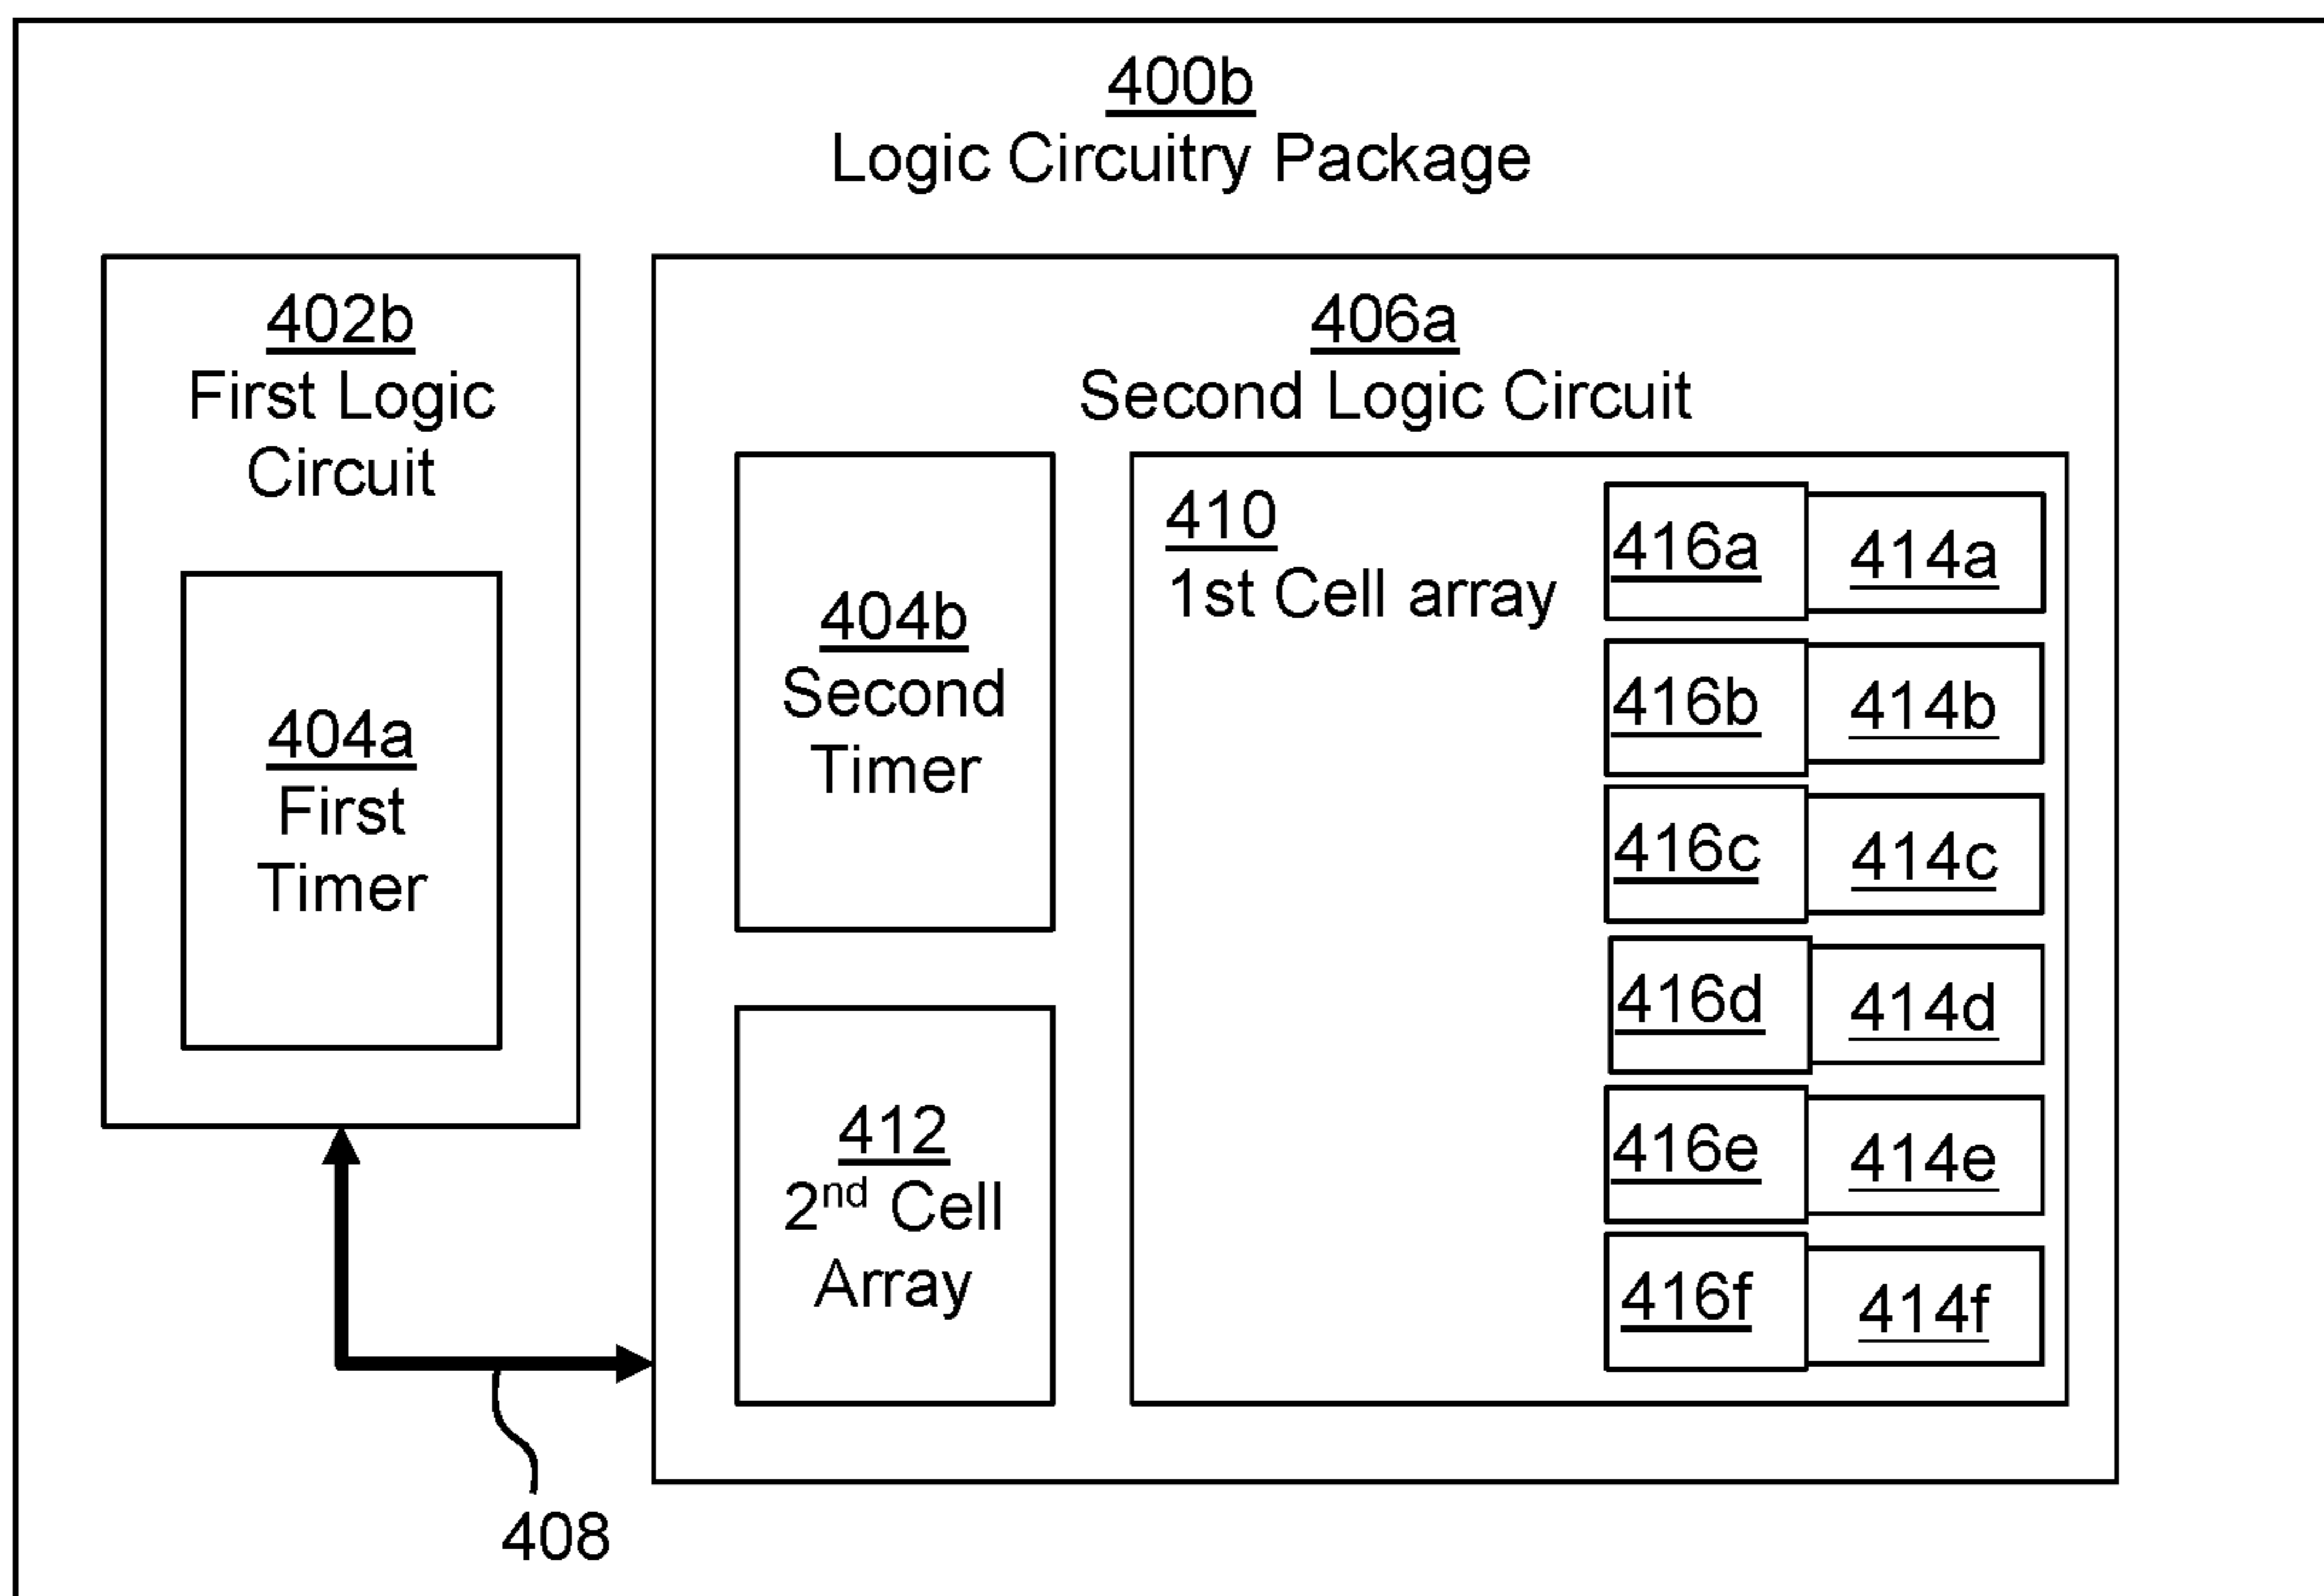 400b
Logic Circuitry Package
402b
First Logic
Circuit
404a
First
Timer
406a
Second Logic Circuit
404b
Second
Timer
412
2nd Cell
Array
410
1st Cell array
416a 414a
416b 414b
416c 414c
416d 414d
416e 414e
416f 414f
408